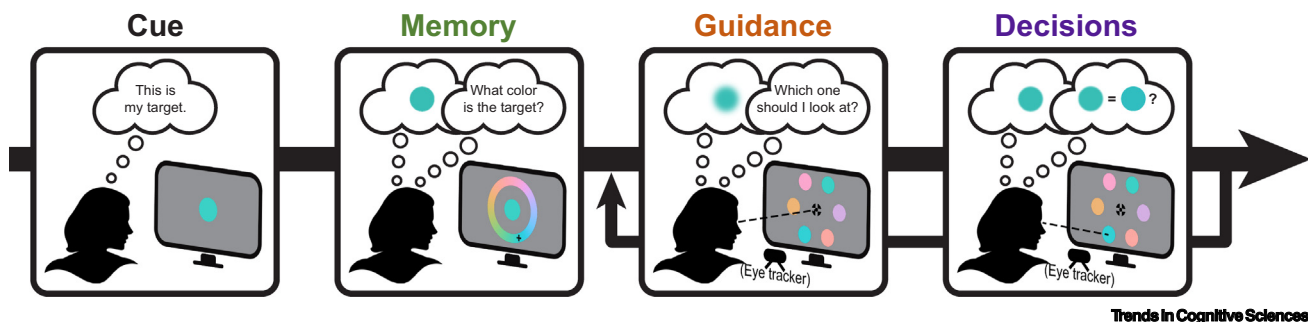 Cue
Memory
Guidance
Decisions
This is
my target.
What color
is the target?
Which one
should I look at?
= ?
(Eye tracker)
(Eye tracker)
Trends in Cognitive Sciences